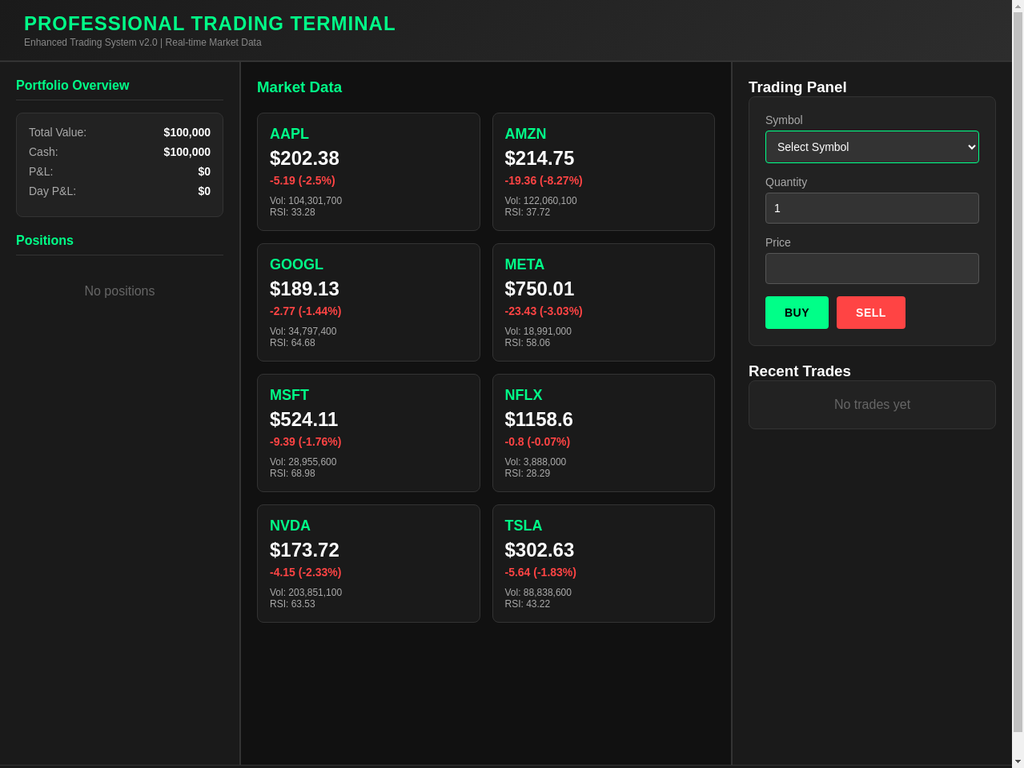 PROFESSIONAL TRADING TERMINAL
Enhanced Trading System v2.0 | Real-time Market Data
Portfolio Overview
Total Value: $100,000
Cash: $100,000
P&L: $0
Day P&L: $0
Positions
No positions
Market Data
AAPL
$202.38
-5.19 (-2.5%)
Vol: 104,301,700
RSI: 33.28
AMZN
$214.75
-19.36 (-8.27%)
Vol: 122,060,100
RSI: 37.72
GOOGL
$189.13
-2.77 (-1.44%)
Vol: 34,797,400
RSI: 64.68
META
$750.01
-23.43 (-3.03%)
Vol: 18,991,000
RSI: 58.06
MSFT
$524.11
-9.39 (-1.76%)
Vol: 28,955,600
RSI: 68.98
NFLX
$1158.6
-0.8 (-0.07%)
Vol: 3,888,000
RSI: 28.29
NVDA
$173.72
-4.15 (-2.33%)
Vol: 203,851,100
RSI: 63.53
TSLA
$302.63
-5.64 (-1.83%)
Vol: 88,838,600
RSI: 43.22
Trading Panel
Symbol
Select Symbol
Quantity
1
Price
BUY SELL
Recent Trades
No trades yet